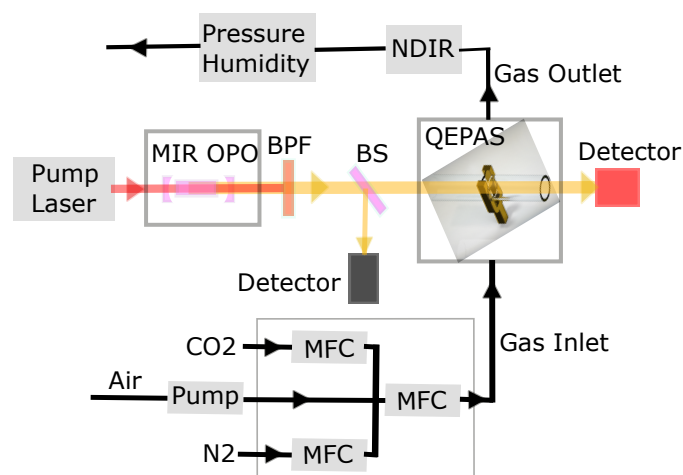 Pressure
Humidity
NDIR
Gas Outlet
MIR OPO
BPF
BS
QEPAS
Detector
Pump
Laser
Detector
Gas Inlet
CO2
MFC
Air
Pump
MFC
N2
MFC